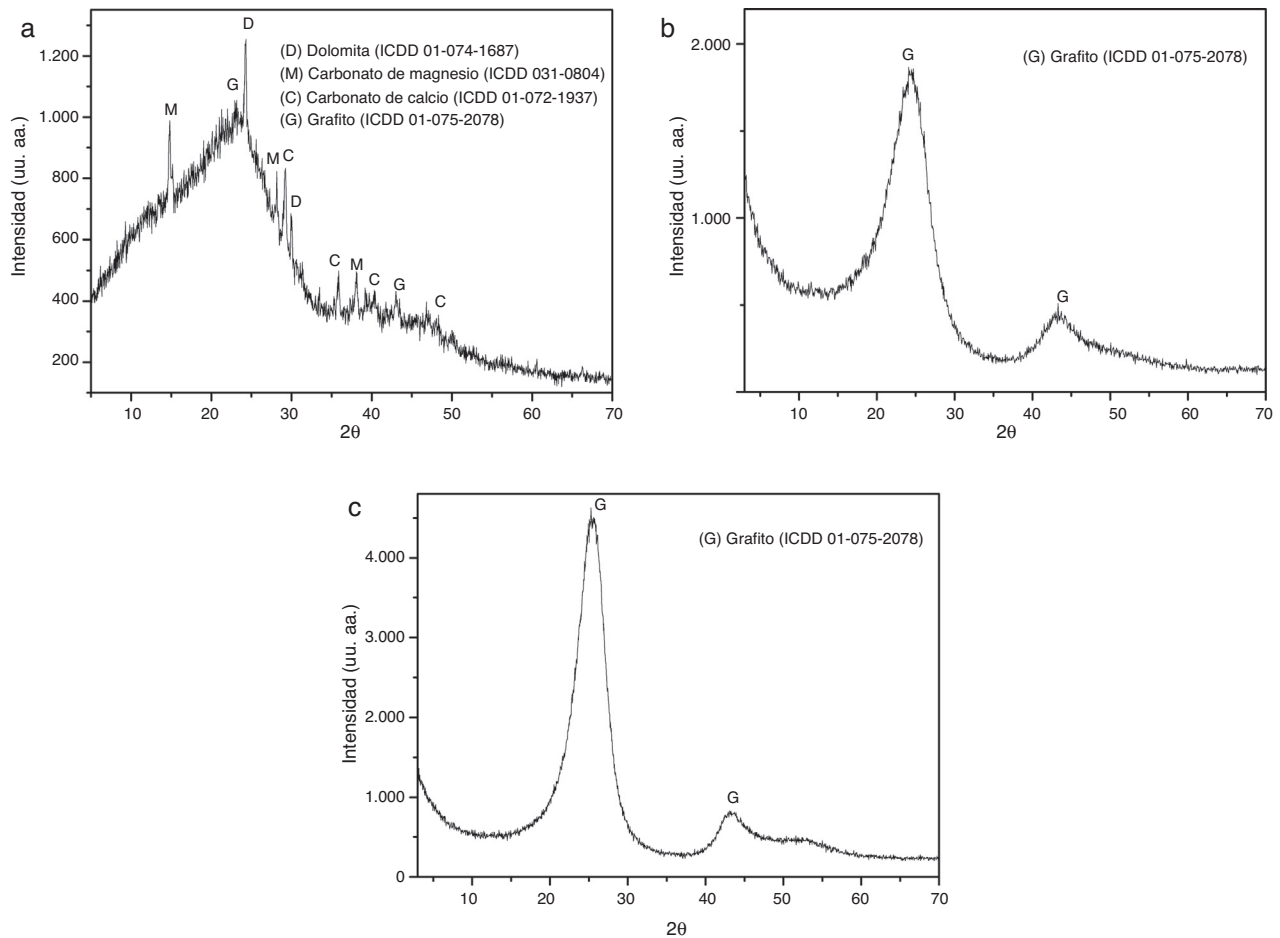 a
D
(D) Dolomita (ICDD 01-074-1687)
(M) Carbonato de magnesio (ICDD 031-0804)
(C) Carbonato de calcio (ICDD 01-072-1937)
(G) Grafito (ICDD 01-075-2078)
G
M
M
C
D
C
M
C
G
C
1.200
1.000
800
600
400
200
Intensidad (uu. aa.)
10
20
30
40
50
60
70
2θ
b
G
(G) Grafito (ICDD 01-075-2078)
G
2.000
1.000
Intensidad (uu. aa.)
10
20
30
40
50
60
70
2θ
c
G
(G) Grafito (ICDD 01-075-2078)
G
4.000
3.000
2.000
1.000
0
Intensidad (uu. aa.)
10
20
30
40
50
60
70
2θ